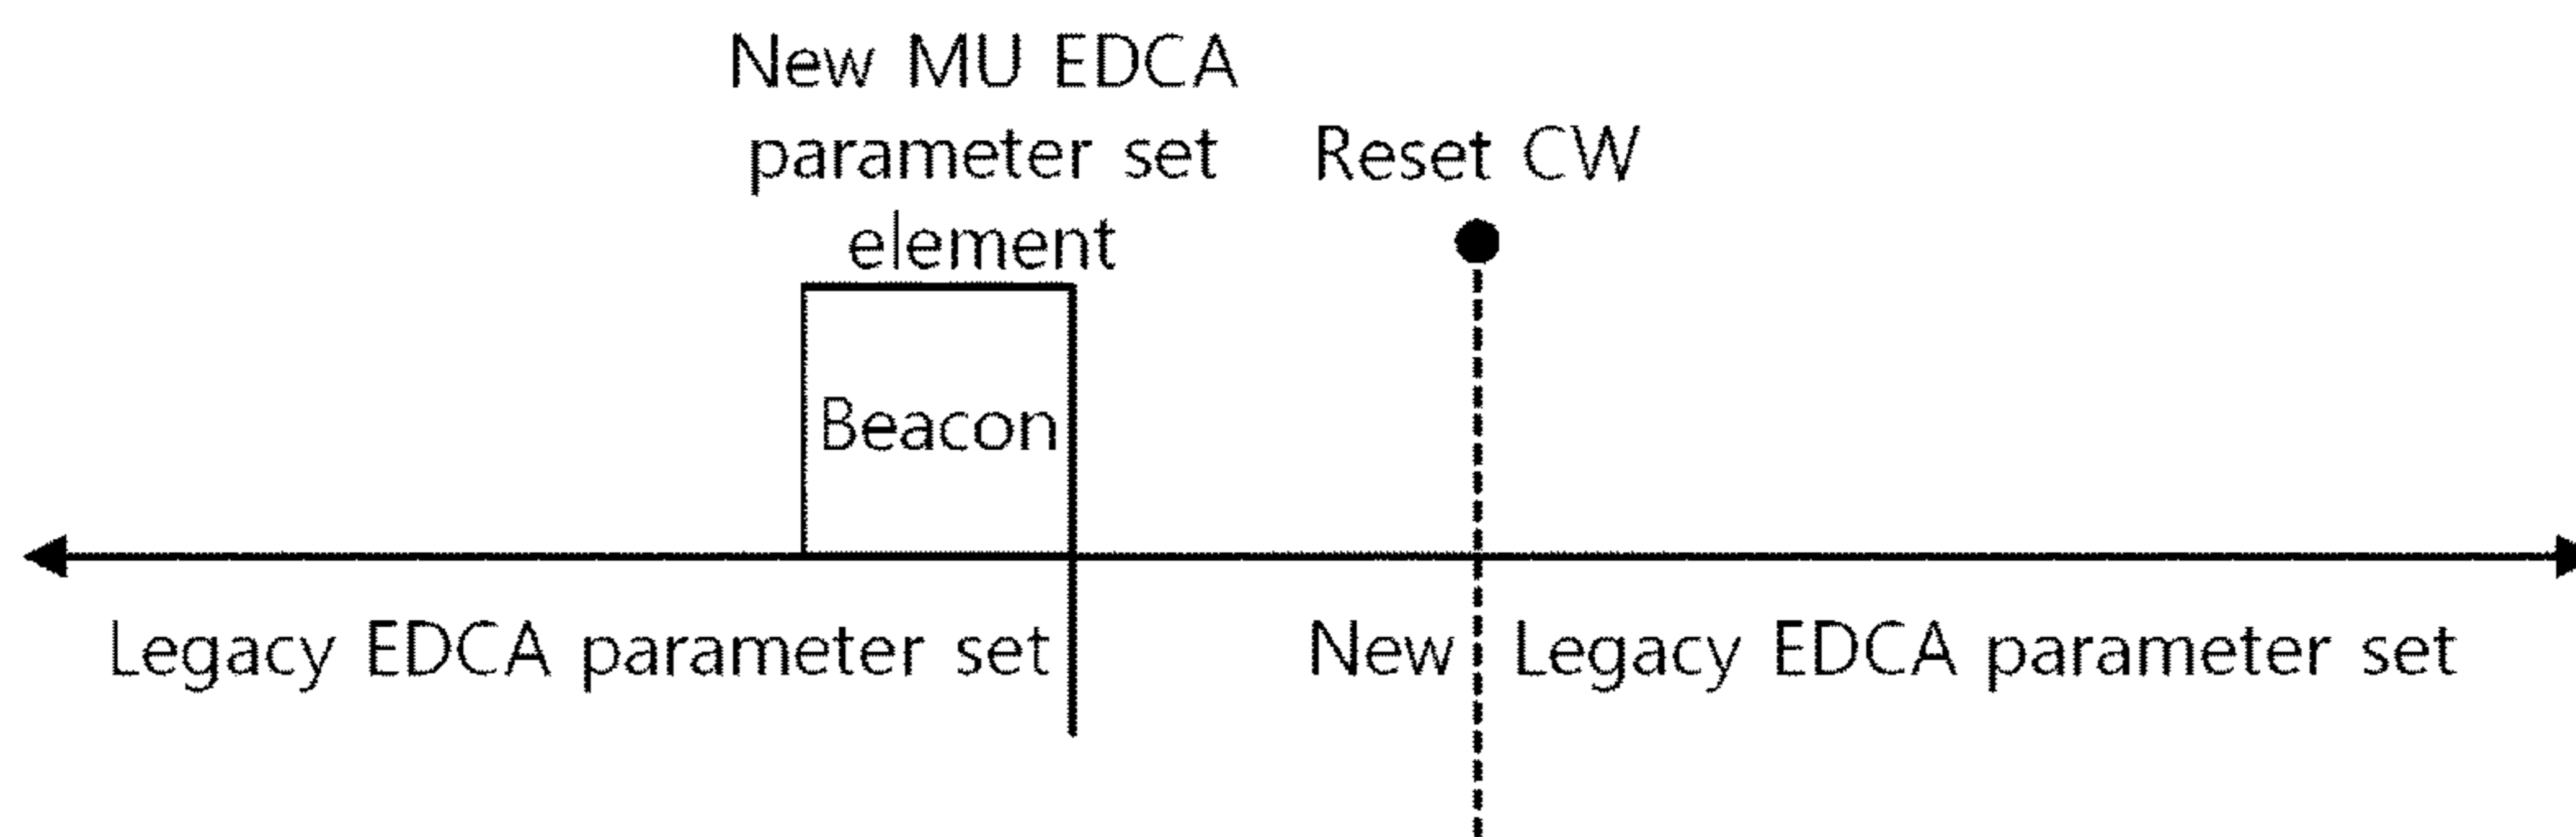 New MU EDCA
parameter set
element
Reset CW
Beacon
Legacy EDCA parameter set
New Legacy EDCA parameter set